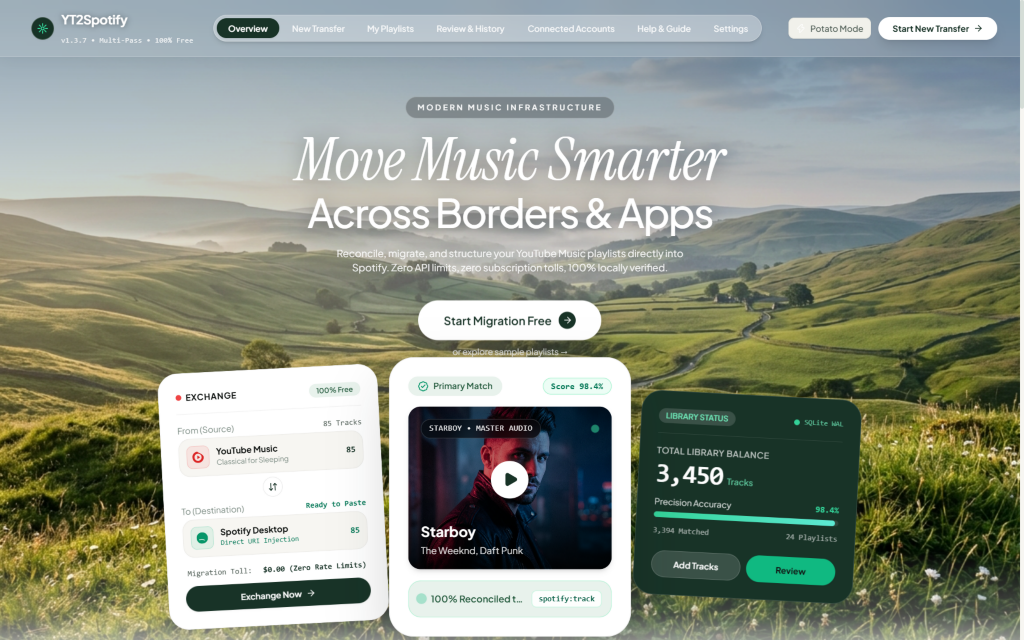 YT2Spotify
v1.3.7 • Multi-Pass • 100% Free
Overview
New Transfer
My Playlists
Review & History
Connected Accounts
Help & Guide
Settings
Potato Mode
Start New Transfer →
MODERN MUSIC INFRASTRUCTURE
Move Music Smarter
Across Borders & Apps
Reconcile, migrate, and structure your YouTube Music playlists directly into
Spotify. Zero API limits, zero subscription tolls, 100% locally verified.
Start Migration Free →
or explore sample playlists →
EXCHANGE
100% Free
From (Source)
85 Tracks
YouTube Music
Classical for Sleeping
85
To (Destination)
Ready to Paste
Spotify Desktop
Direct URI Injection
85
Migration Toll:
$0.00 (Zero Rate Limits)
Exchange Now →
Primary Match
Score 98.4%
STARBOY • MASTER AUDIO
Starboy
The Weeknd, Daft Punk
100% Reconciled t...
spotify:track
LIBRARY STATUS
SQLite WAL
TOTAL LIBRARY BALANCE
3,450 Tracks
Precision Accuracy
98.4%
3,394 Matched
24 Playlists
Add Tracks
Review